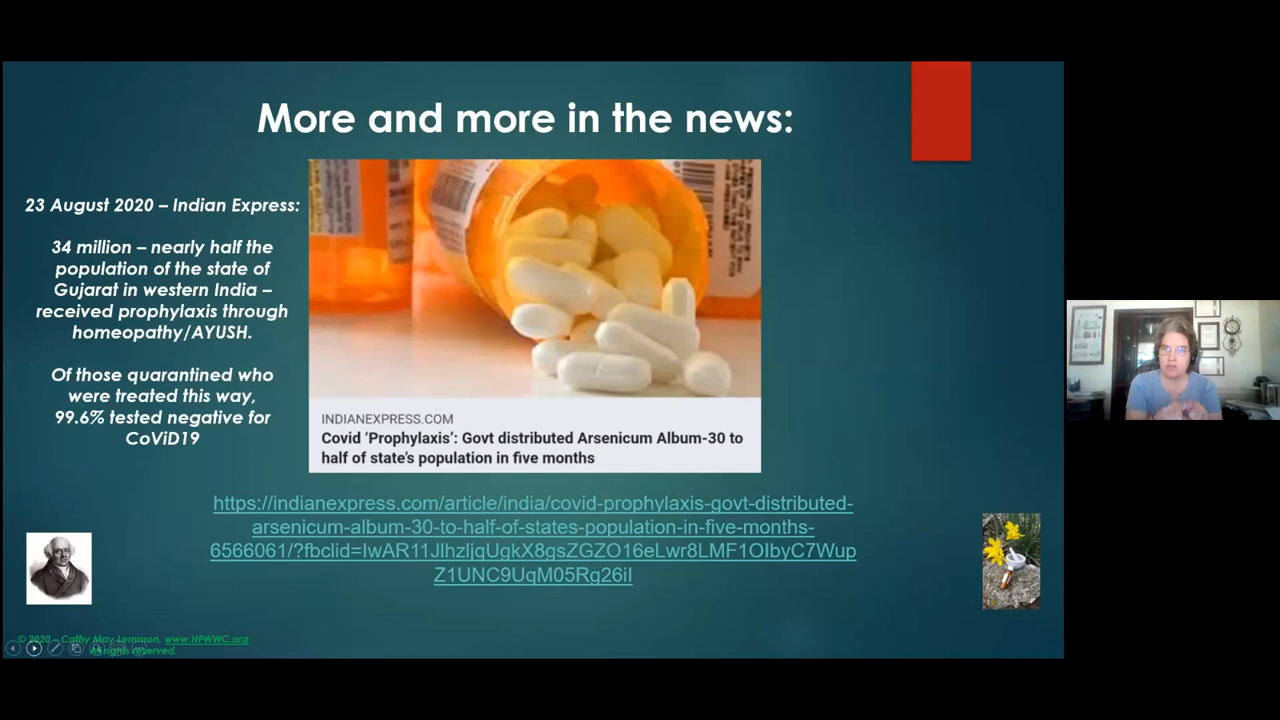 More and more in the news:
23 August 2020 – Indian Express:
34 million – nearly half the
population of the state of
Gujarat in western India –
received prophylaxis through
homeopathy/AYUSH.
Of those quarantined who
were treated this way,
99.6% tested negative for
CoViD19
INDIANEXPRESS.COM
Covid ‘Prophylaxis’: Govt distributed Arsenicum Album-30 to
half of state's population in five months
https://indianexpress.com/article/india/covid-prophylaxis-govt-distributed-
arsenicum-album-30-to-half-of-states-population-in-five-months-
6566061/?fbclid=IwAR11JlhzljqUgkX8gsZGZO16eLwr8LMF1OIbyC7Wup
Z1UNC9UqM05Rg26iI
© 2020 – Cathy May Lemmon, www.HPWWC.org
All rights reserved.